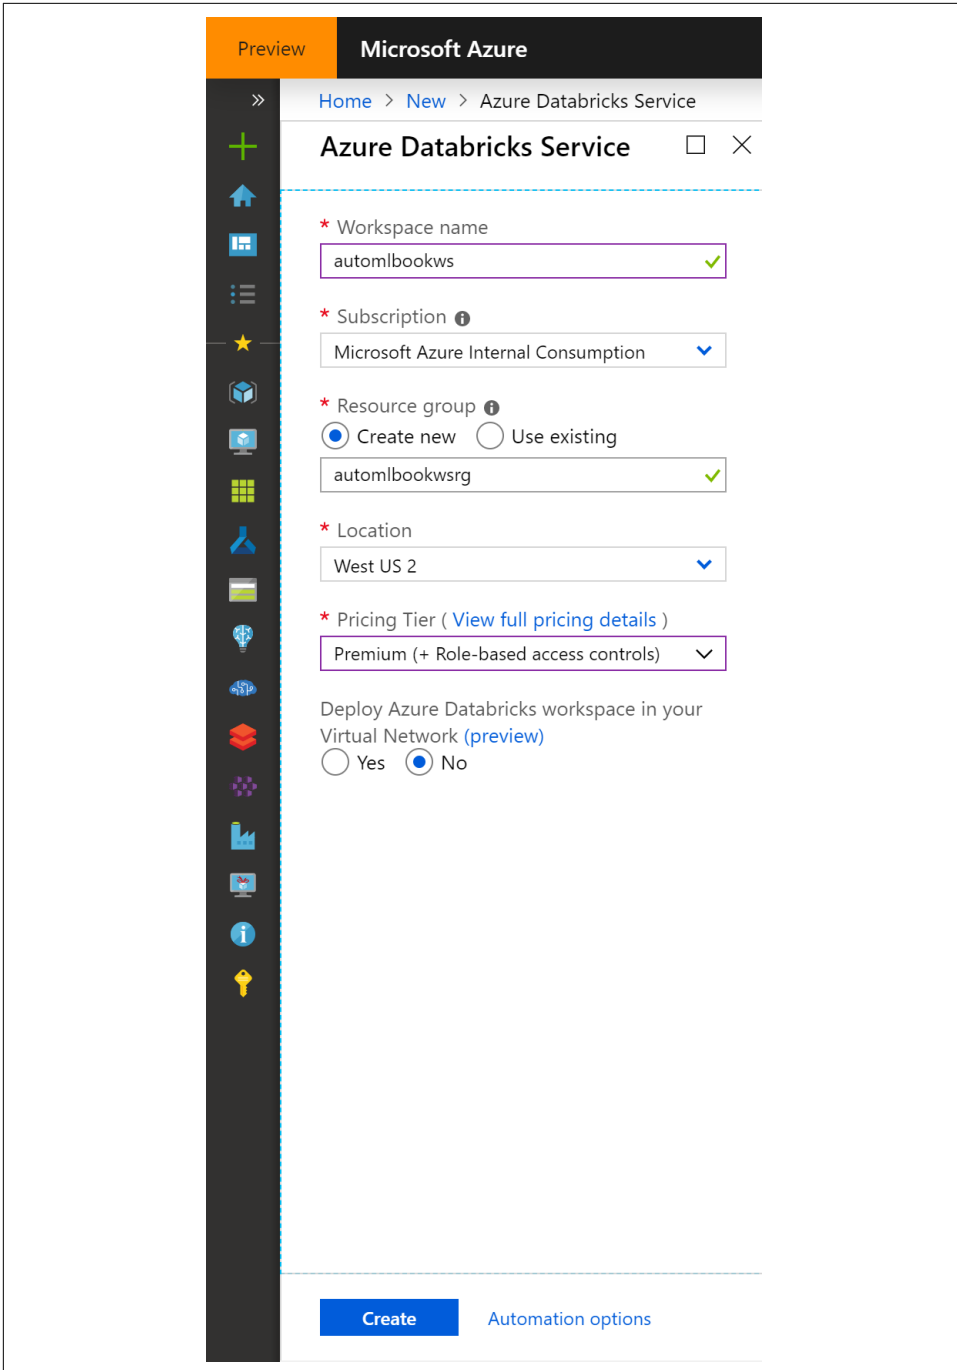 Preview Microsoft Azure
» Home > New > Azure Databricks Service
Azure Databricks Service
* Workspace name
automlbookws
* Subscription
Microsoft Azure Internal Consumption
* Resource group
Create new Use existing
automlbookwsrg
* Location
West US 2
* Pricing Tier ( View full pricing details )
Premium (+ Role-based access controls)
Deploy Azure Databricks workspace in your
Virtual Network (preview)
Yes No
Create Automation options